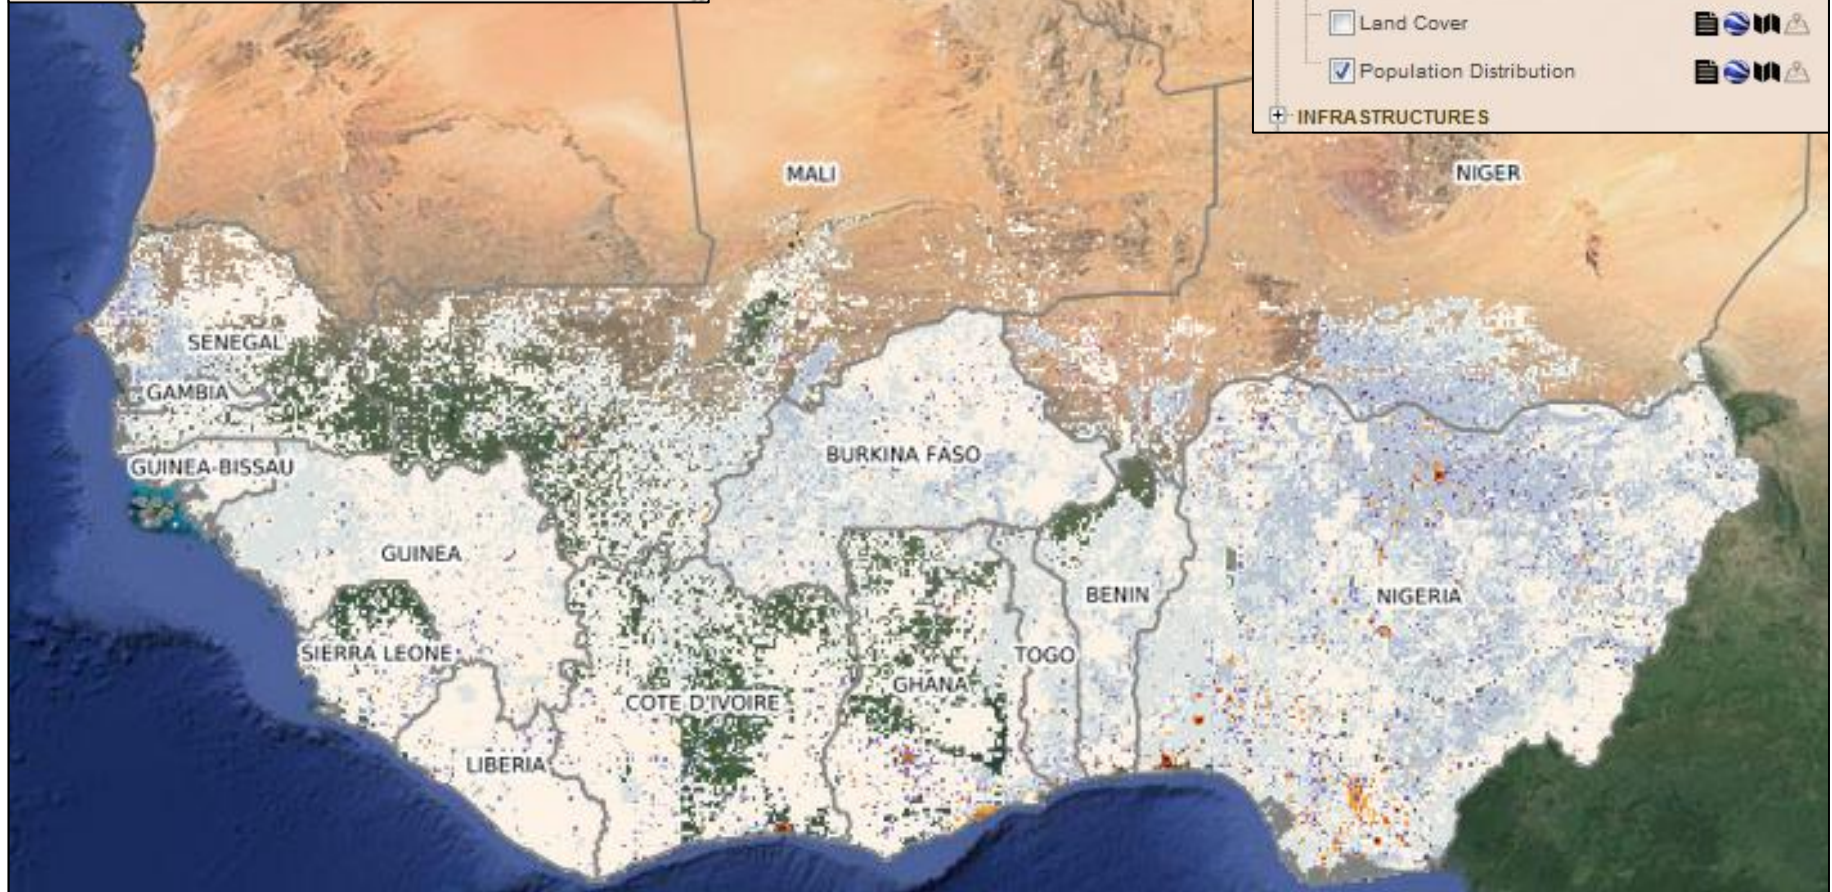 Land Cover
Population Distribution
INFRASTRUCTURES
MALI
NIGER
SENEGAL
GAMBIA
BURKINA FASO
GUINEA-BISSAU
GUINEA
BENIN
NIGERIA
SIERRA LEONE
TOGO
GHANA
COTE D'IVOIRE
LIBERIA